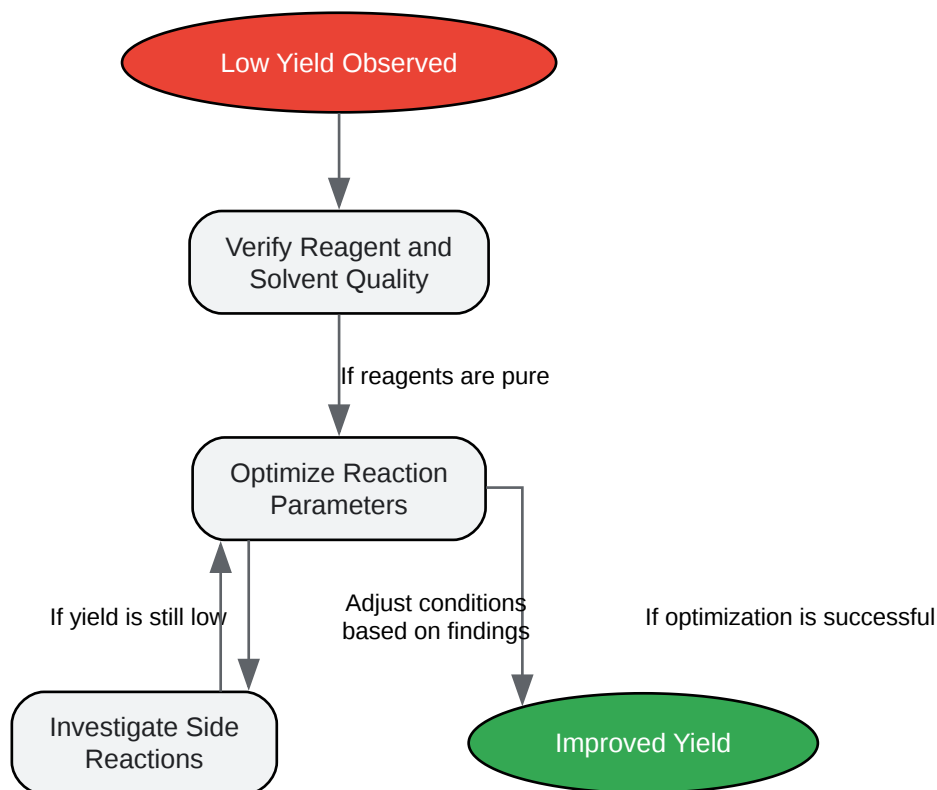 Low Yield Observed
Verify Reagent and
Solvent Quality
If reagents are pure
Optimize Reaction
Parameters
If yield is still low
Adjust conditions
based on findings
If optimization is successful
Investigate Side
Reactions
Improved Yield